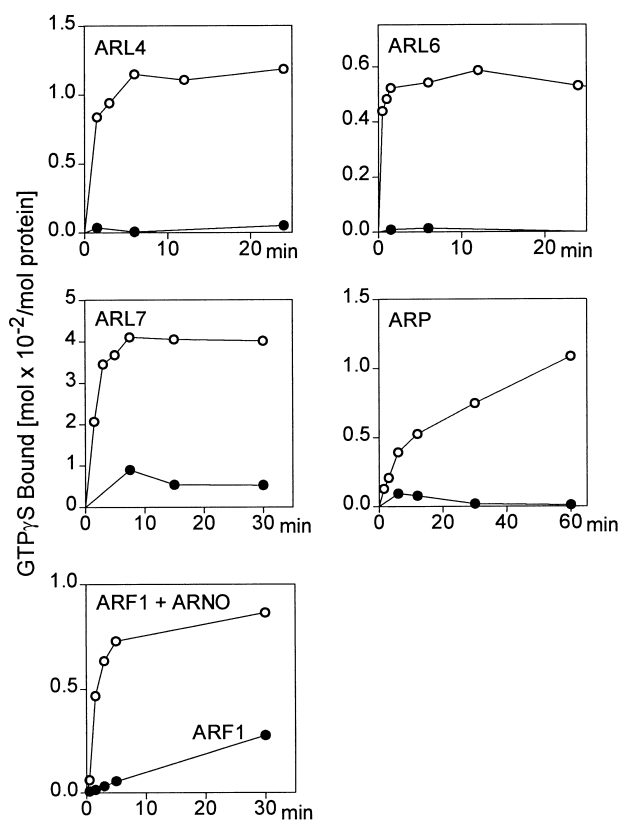 GTPγS Bound [mol x 10⁻²/mol protein]
ARL4
1.5
1.0
0.5
0.0
0 10 20 min
ARL6
0.6
0.4
0.2
0.0
0 10 20 min
ARL7
5
4
3
2
1
0
0 10 20 30 min
ARP
1.5
1.0
0.5
0.0
0 20 40 60 min
ARF1 + ARNO
1.0
0.5
0.0
ARF1
0 10 20 30 min